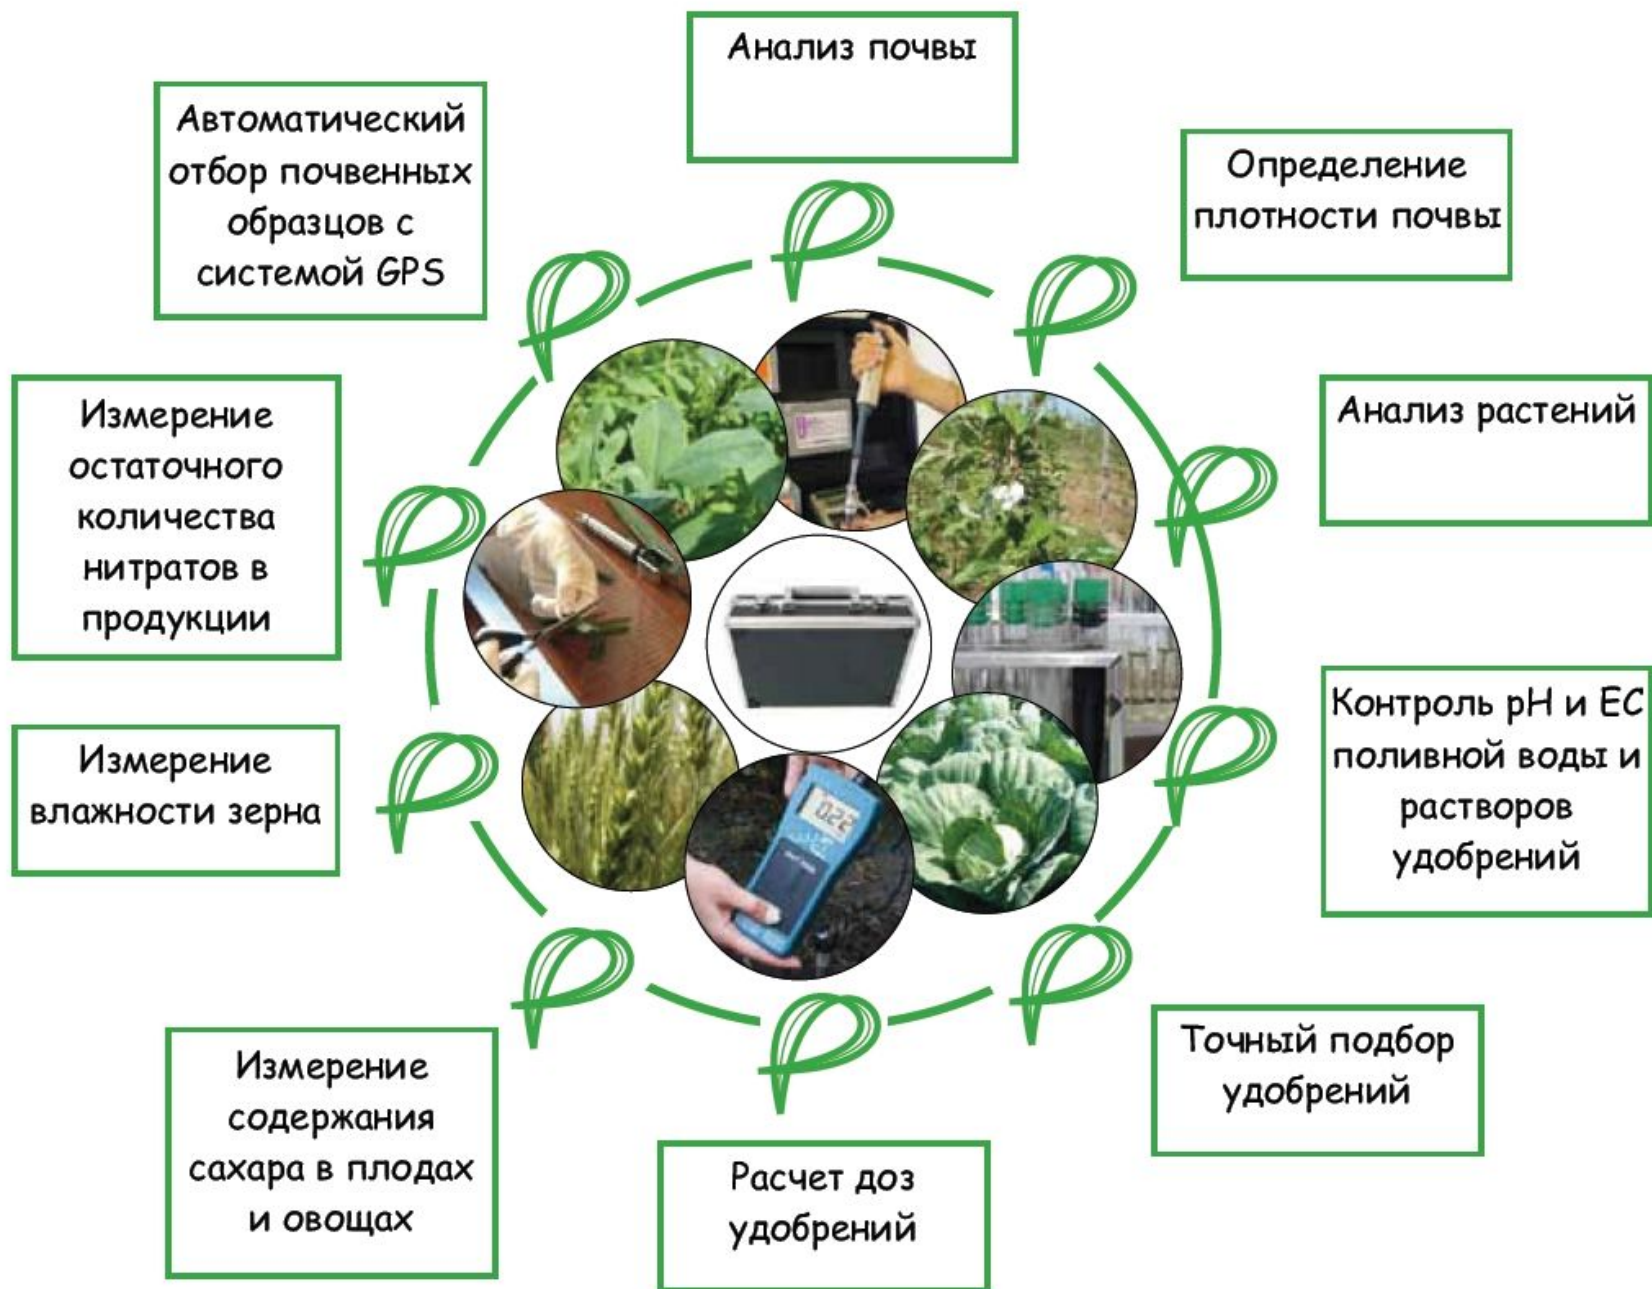 Анализ почвы
Определение
плотности почвы
Анализ растений
Контроль pH и EC
поливной воды и
растворов
удобрений
Точный подбор
удобрений
Расчет доз
удобрений
Измерение
содержания
сахара в плодах
и овощах
Измерение
влажности зерна
Измерение
остаточного
количества
нитратов в
продукции
Автоматический
отбор почвенных
образцов с
системой GPS
0.22